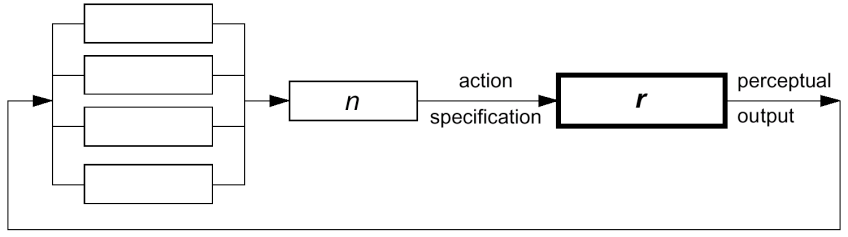 n
action
specification
r
perceptual
output